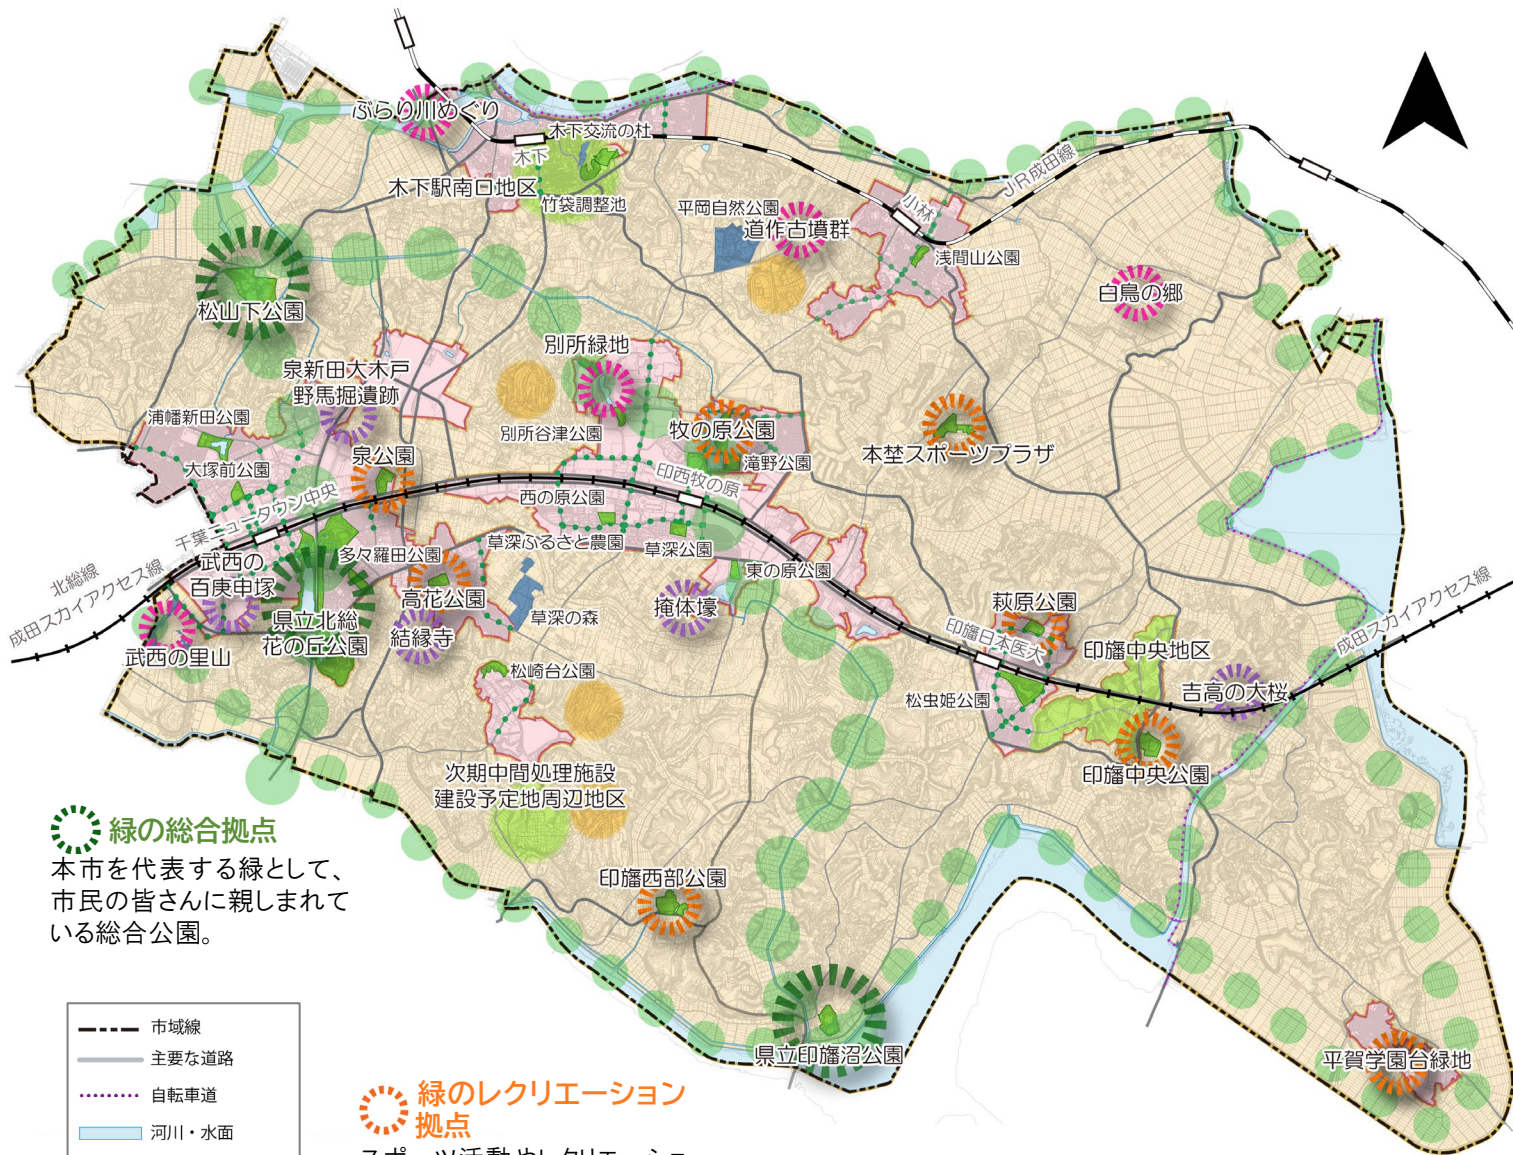 ぶらり川めぐり
木下交流の杜
木下
木下駅南口地区
竹袋調整池
平岡自然公園
道作古墳群
小林
JR成田線
浅間山公園
白鳥の郷
松山下公園
別所緑地
泉新田大木戸
野馬堀遺跡
浦幡新田公園
別所谷津公園
牧の原公園
本埜スポーツプラザ
大塚前公園
泉公園
滝野公園
印西牧の原
西の原公園
千葉ニュータウン中央
草深ふるさと農園
草深公園
多々羅田公園
武西の
百庚申塚
北総線
成田スカイアクセス線
東の原公園
高花公園
草深の森
掩体壕
萩原公園
県立北総
花の丘公園
結縁寺
武西の里山
印旛日本医大
印旛中央地区
成田スカイアクセス線
松崎台公園
松虫姫公園
吉高の大桜
次期中間処理施設
建設予定地周辺地区
印旛中央公園
緑の総合拠点
本市を代表する緑として、
市民の皆さんに親しまれて
いる総合公園。
印旛西部公園
県立印旛沼公園
平賀学園台緑地
市域線
主要な道路
自転車道
河川・水面
緑のレクリエーション
拠点
スポーツ活動やレクリエーショ